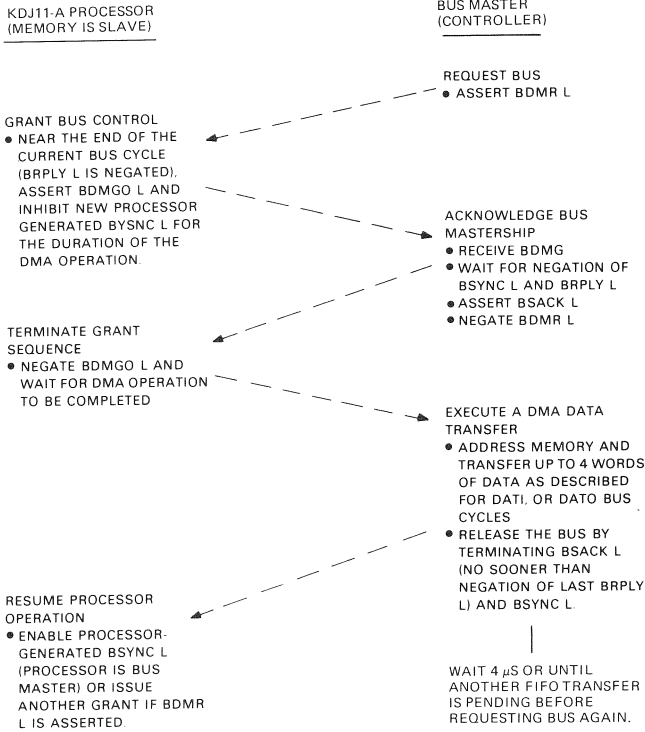 KDJ11-A PROCESSOR
(MEMORY IS SLAVE)
BUS MASTER
(CONTROLLER)
REQUEST BUS
● ASSERT BDMR L
GRANT BUS CONTROL
● NEAR THE END OF THE
CURRENT BUS CYCLE
(BRPLY L IS NEGATED),
ASSERT BDMGO L AND
INHIBIT NEW PROCESSOR
GENERATED BYSNC L FOR
THE DURATION OF THE
DMA OPERATION.
ACKNOWLEDGE BUS
MASTERSHIP
● RECEIVE BDMG
● WAIT FOR NEGATION OF
BSYNC L AND BRPLY L
● ASSERT BSACK L
● NEGATE BDMR L
TERMINATE GRANT
SEQUENCE
● NEGATE BDMGO L AND
WAIT FOR DMA OPERATION
TO BE COMPLETED
EXECUTE A DMA DATA
TRANSFER
● ADDRESS MEMORY AND
TRANSFER UP TO 4 WORDS
OF DATA AS DESCRIBED
FOR DATI, OR DATO BUS
CYCLES
● RELEASE THE BUS BY
TERMINATING BSACK L
(NO SOONER THAN
NEGATION OF LAST BRPLY
L) AND BSYNC L.
RESUME PROCESSOR
OPERATION
● ENABLE PROCESSOR-
GENERATED BSYNC L
(PROCESSOR IS BUS
MASTER) OR ISSUE
ANOTHER GRANT IF BDMR
L IS ASSERTED.
WAIT 4 μS OR UNTIL
ANOTHER FIFO TRANSFER
IS PENDING BEFORE
REQUESTING BUS AGAIN.